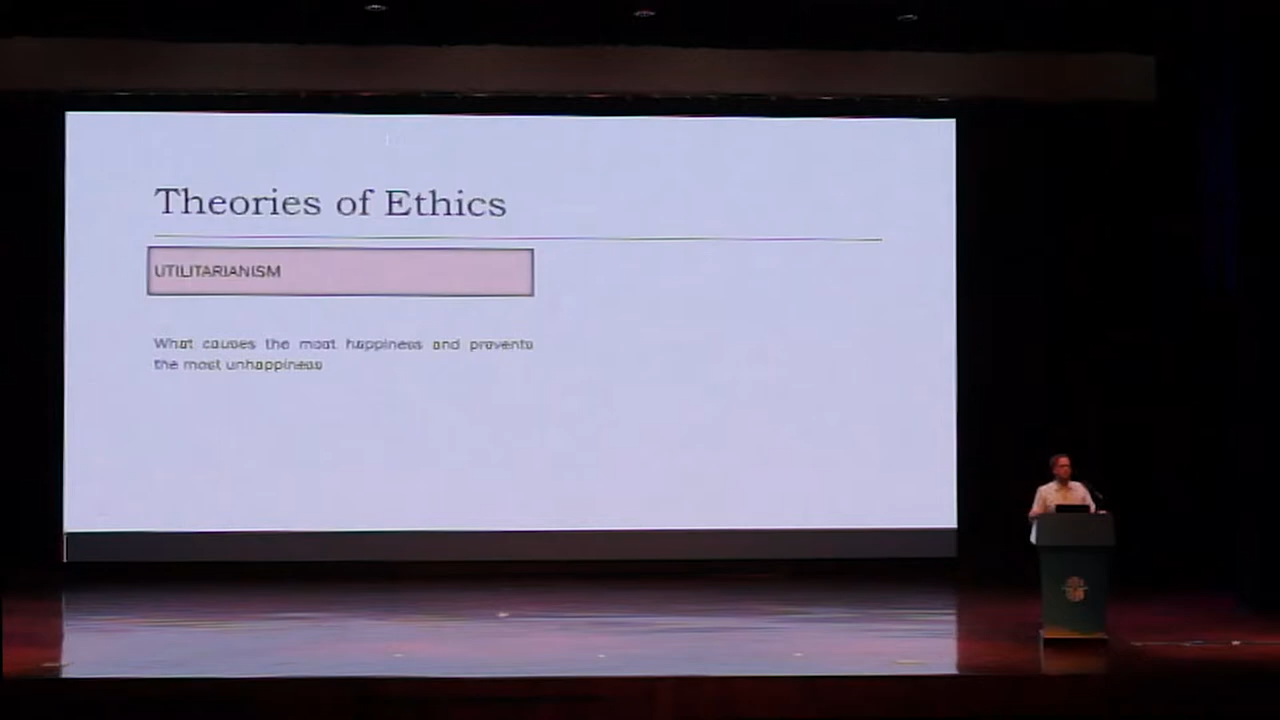 Theories of Ethics
UTILITARIANISM
What causes the most happiness and prevents
the most unhappiness